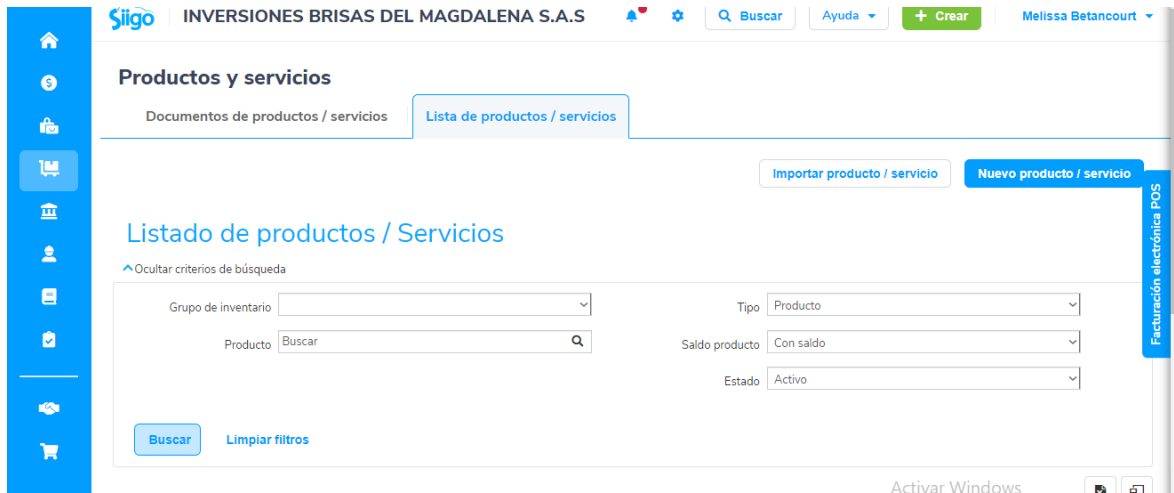 Siigo INVERSIONES BRISAS DEL MAGDALENA S.A.S Buscar Ayuda + Crear Melissa Betancourt
Productos y servicios
Documentos de productos / servicios Lista de productos / servicios
Importar producto / servicio Nuevo producto / servicio
Facturación electrónica POS
Listado de productos / Servicios
Ocultar criterios de búsqueda
Grupo de inventario Tipo Producto
Producto Buscar Saldo producto Con saldo
Estado Activo
Buscar Limpiar filtros
Activar Windows